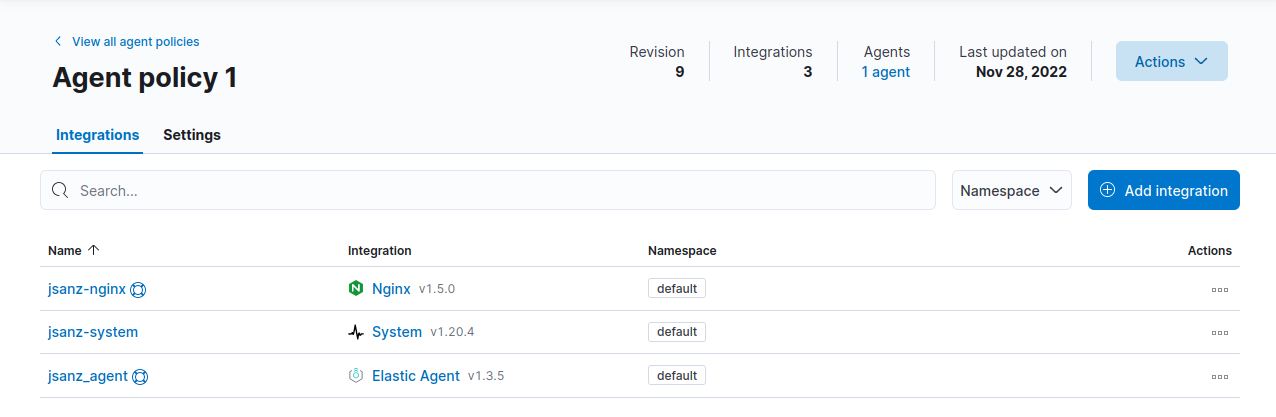 View all agent policies
Agent policy 1
Revision
9
Integrations
3
Agents
1 agent
Last updated on
Nov 28, 2022
Actions
Integrations Settings
Search...
Namespace
Add integration
Name Integration Namespace Actions
jsanz-nginx Nginx v1.5.0 default
jsanz-system System v1.20.4 default
jsanz_agent Elastic Agent v1.3.5 default